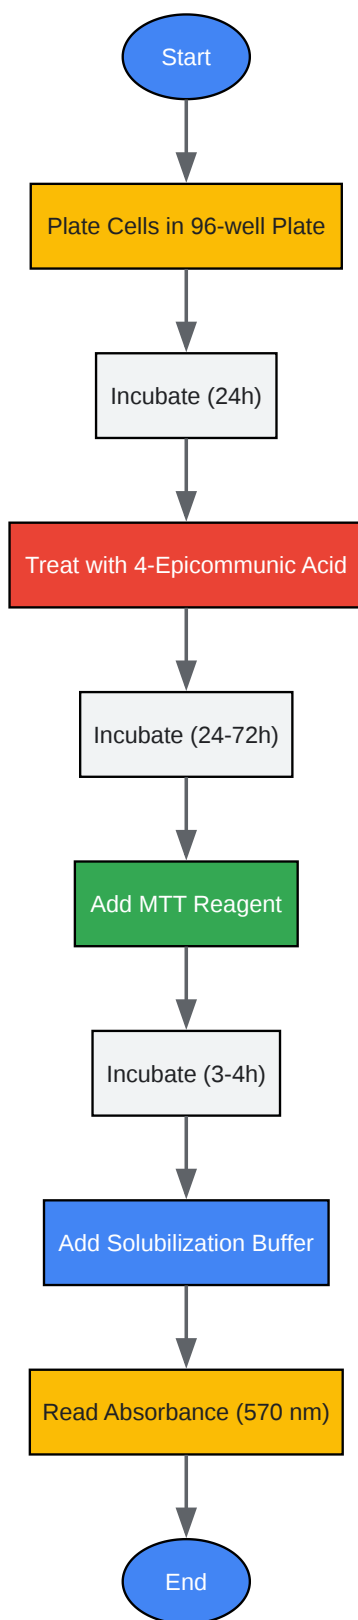 Start
Plate Cells in 96-well Plate
Incubate (24h)
Treat with 4-Epicommunic Acid
Incubate (24-72h)
Add MTT Reagent
Incubate (3-4h)
Add Solubilization Buffer
Read Absorbance (570 nm)
End